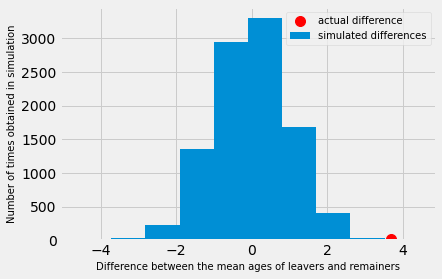 actual difference
simulated differences
Number of times obtained in simulation
3000
2500
2000
1500
1000
500
0
−4 −2 0 2 4
Difference between the mean ages of leavers and remainers